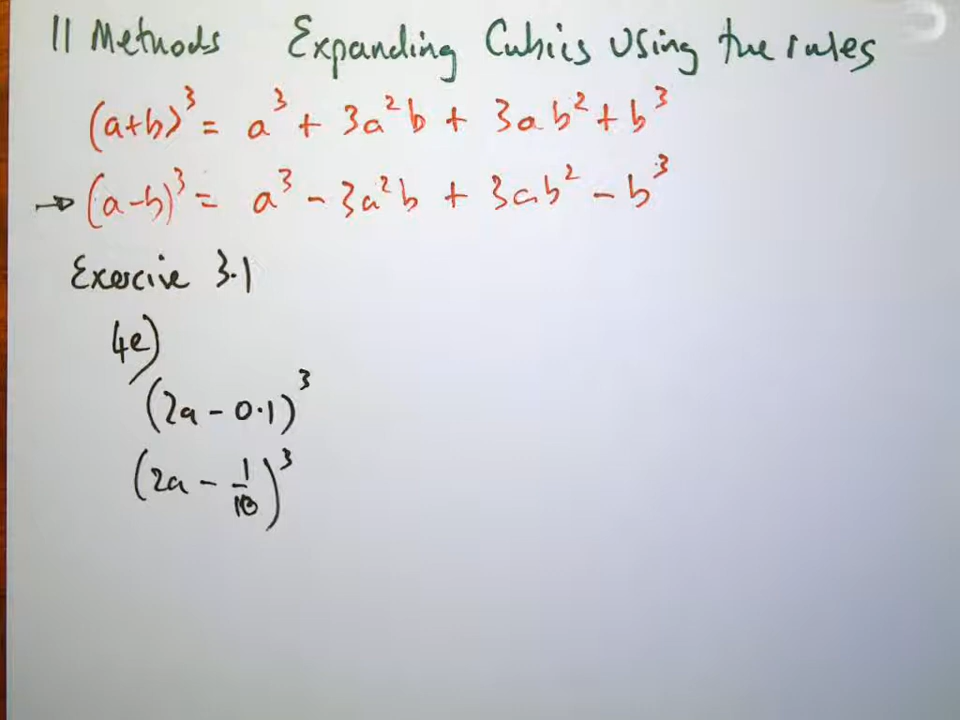 11 Methods Expanding Cubics Using the rules
(a+b)³ = a³ + 3a²b + 3ab² + b³
→ (a-b)³ = a³ - 3a²b + 3ab² - b³
Exercise 3.1
4e)
(2a - 0.1)³
(2a - 1/10)³